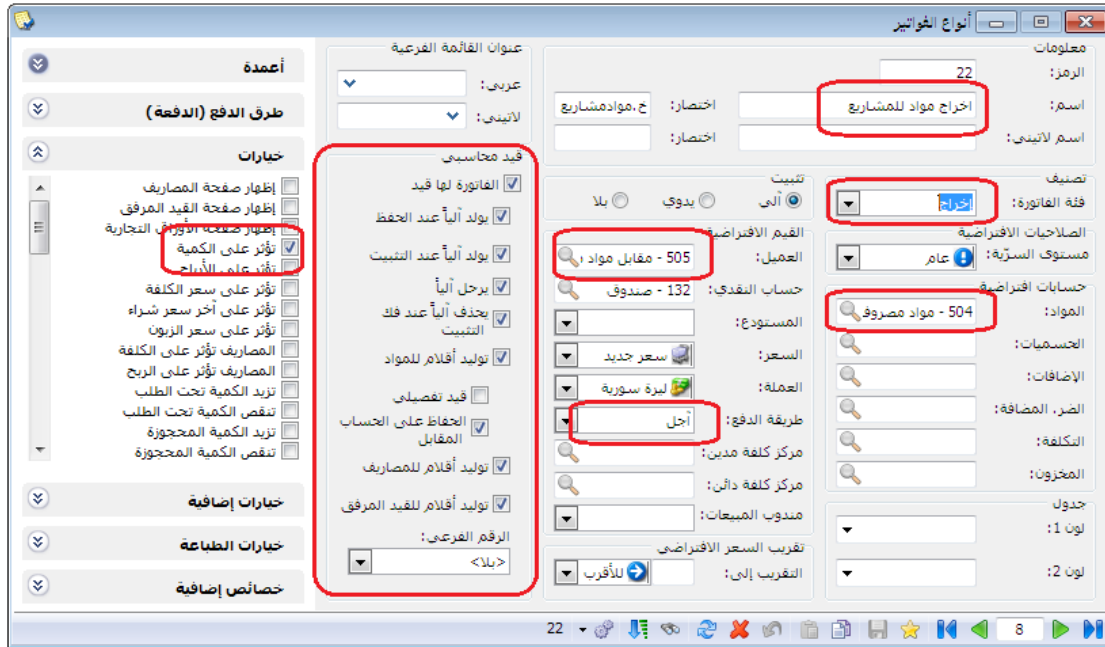 أنواع الفواتير
معلومات
الرمز: 22
اسم: اخراج مواد للمشاريع اختصار: خ.موادمشاريع
اسم لاتيني: اختصار:
تصنيف
فئة الفاتورة: إخراج
الصلاحيات الافتراضية
مستوى السرّية: عام
حسابات افتراضية
المواد: 504 - مواد مصروف
الحسميات:
الإضافات:
الضر. المضافة:
التكلفة:
المخزون:
جدول
لون 1:
لون 2:
تثبيت
آلي يدوي بلا
القيم الافتراضية
العميل: 505 - مقابل مواد
حساب النقدي: 132 - صندوق
المستودع:
السعر: سعر جديد
العملة: ليرة سورية
طريقة الدفع: آجل
مركز كلفة مدين:
مركز كلفة دائن:
مندوب المبيعات:
تقريب السعر الافتراضي
التقريب إلى: للأقرب
عنوان القائمة الفرعية
عربي:
لاتيني:
قيد محاسبي
الفاتورة لها قيد
يولد آلياً عند الحفظ
يولد آلياً عند التثبيت
يرحل آلياً
يحذف آلياً عند فك
التثبيت
توليد أقلام للمواد
قيد تفصيلي
الحفاظ على الحساب
المقابل
توليد أقلام للمصاريف
توليد أقلام للقيد المرفق
الرقم الفرعي:
<بلا>
أعمدة
طرق الدفع (الدفعة)
خيارات
إظهار صفحة المصاريف
إظهار صفحة القيد المرفق
إظهار صفحة الأوراق التجارية
تؤثر على الكمية
تؤثر على الأرباح
تؤثر على سعر الكلفة
تؤثر على آخر سعر شراء
تؤثر على سعر الزبون
المصاريف تؤثر على الكلفة
المصاريف تؤثر على الربح
تزيد الكمية تحت الطلب
تنقص الكمية تحت الطلب
تزيد الكمية المحجوزة
تنقص الكمية المحجوزة
خيارات إضافية
خيارات الطباعة
خصائص إضافية
8
22